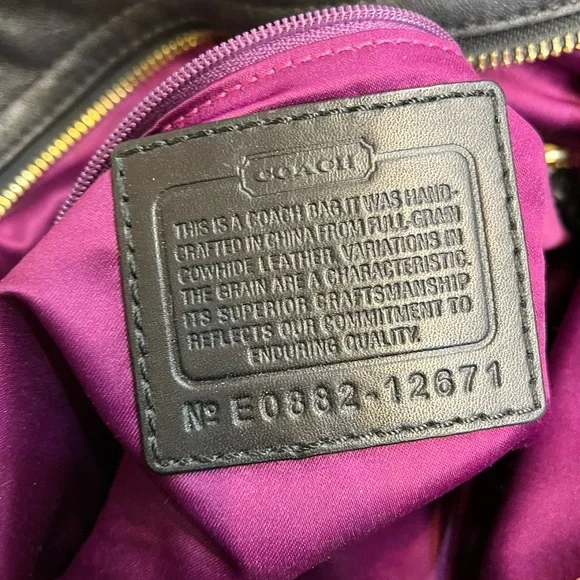 COACH
THIS IS A COACH BAG. IT WAS HAND-
CRAFTED IN CHINA FROM FULL-GRAIN
COWHIDE LEATHER. VARIATIONS IN
THE GRAIN ARE A CHARACTERISTIC.
ITS SUPERIOR CRAFTSMANSHIP
REFLECTS OUR COMMITMENT TO
ENDURING QUALITY.
No E0882-12671